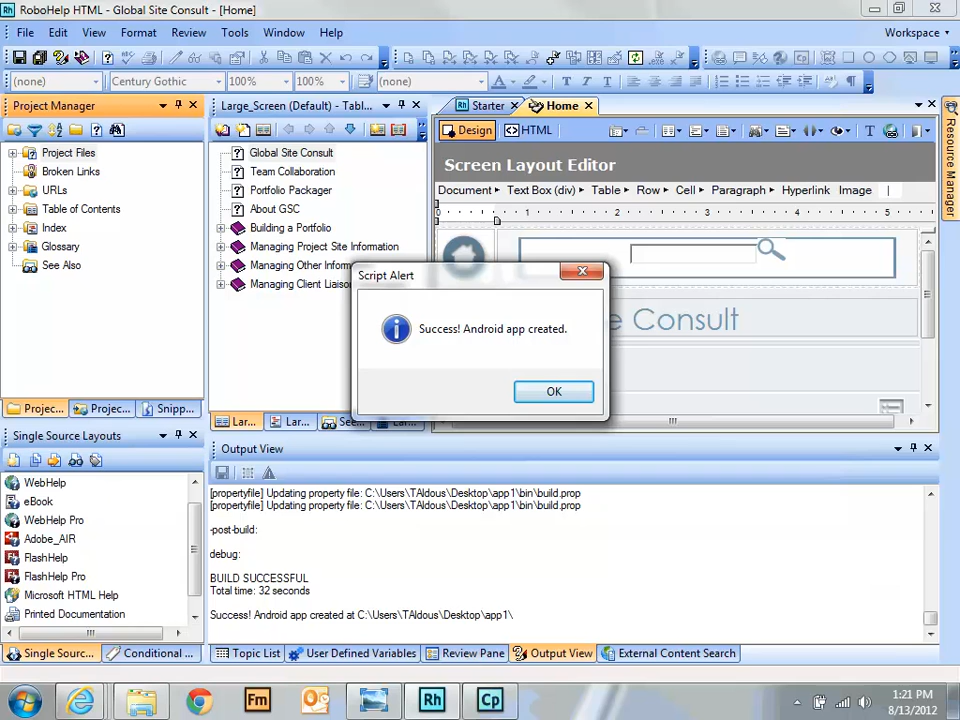 RoboHelp HTML - Global Site Consult - [Home]
File Edit View Format Review Tools Window Help Workspace
(none) Century Gothic 100% 100% (none)
Project Manager
Project Files
Broken Links
URLs
Table of Contents
Index
Glossary
See Also
Projec... Projec... Snipp...
Large_Screen (Default) - Tabl...
Global Site Consult
Team Collaboration
Portfolio Packager
About GSC
Building a Portfolio
Managing Project Site Information
Managing Other Inform
Managing Client Liaiso
Lar... Lar... See... Lar...
Starter Home
Design HTML
Screen Layout Editor
Document Text Box (div) Table Row Cell Paragraph Hyperlink Image
0 1 2 3 4 5
e Consult
Resource Manager
Script Alert
Success! Android app created.
OK
Single Source Layouts
WebHelp
eBook
WebHelp Pro
Adobe_AIR
FlashHelp
FlashHelp Pro
Microsoft HTML Help
Printed Documentation
Single Sourc... Conditional ...
Output View
[propertyfile] Updating property file: C:\Users\TAldous\Desktop\app1\bin\build.prop
[propertyfile] Updating property file: C:\Users\TAldous\Desktop\app1\bin\build.prop
-post-build:
debug:
BUILD SUCCESSFUL
Total time: 32 seconds
Success! Android app created at C:\Users\TAldous\Desktop\app1\
Topic List User Defined Variables Review Pane Output View External Content Search
Rh Fm Rh Cp
1:21 PM
8/13/2012